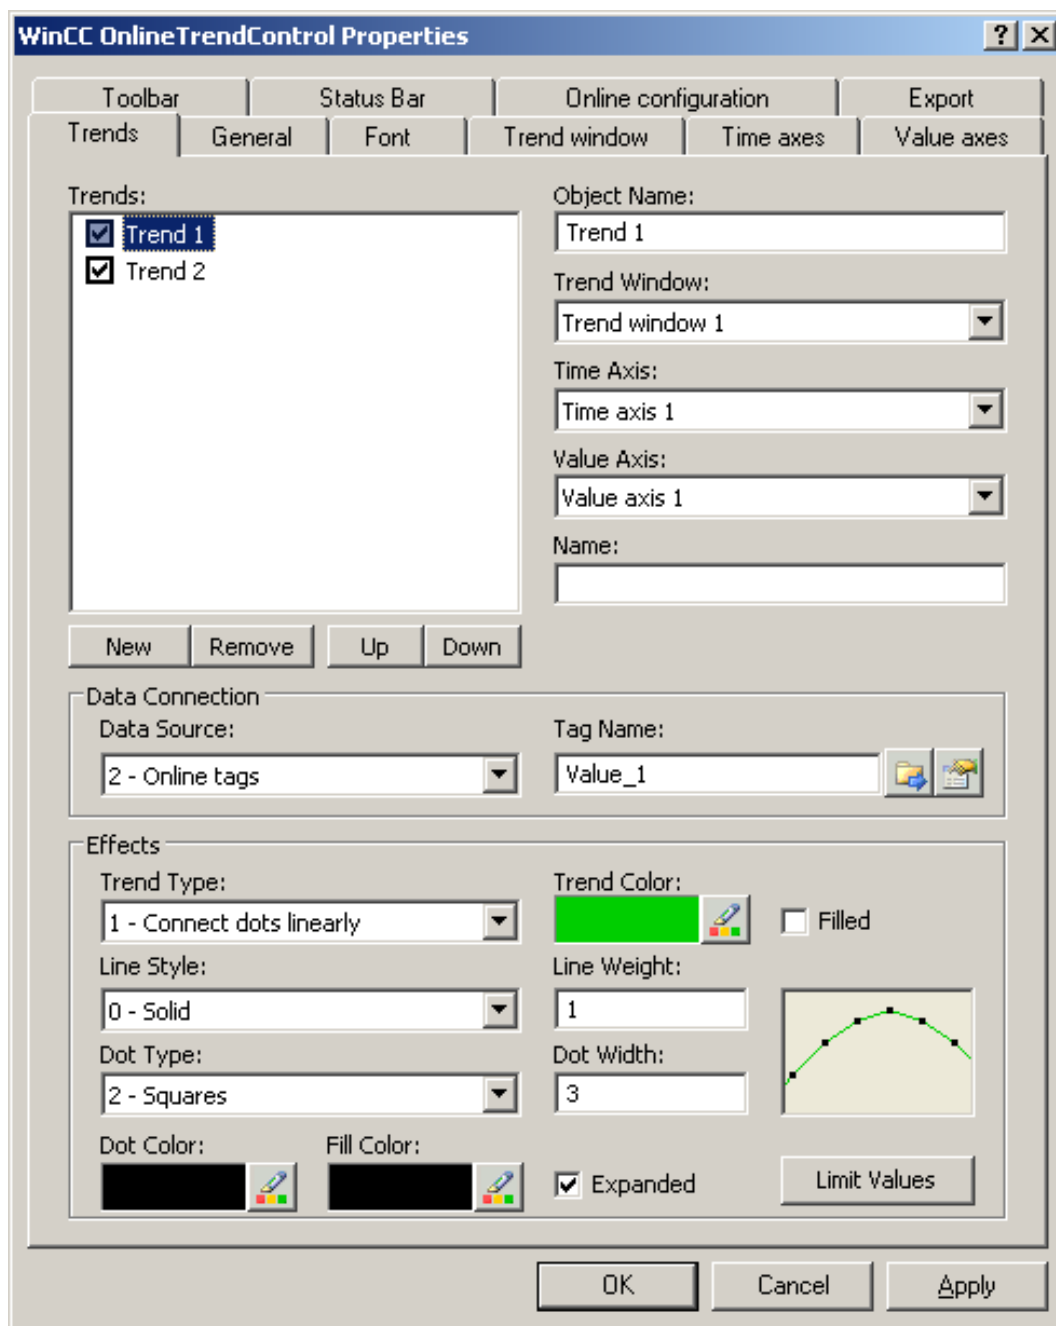 WinCC OnlineTrendControl Properties
Toolbar Status Bar Online configuration Export
Trends General Font Trend window Time axes Value axes
Trends:
Trend 1
Trend 2
New Remove Up Down
Object Name:
Trend 1
Trend Window:
Trend window 1
Time Axis:
Time axis 1
Value Axis:
Value axis 1
Name:
Data Connection
Data Source: Tag Name:
2 - Online tags Value_1
Effects
Trend Type: Trend Color:
1 - Connect dots linearly Filled
Line Style: Line Weight:
0 - Solid 1
Dot Type: Dot Width:
2 - Squares 3
Dot Color: Fill Color:
Expanded Limit Values
OK Cancel Apply